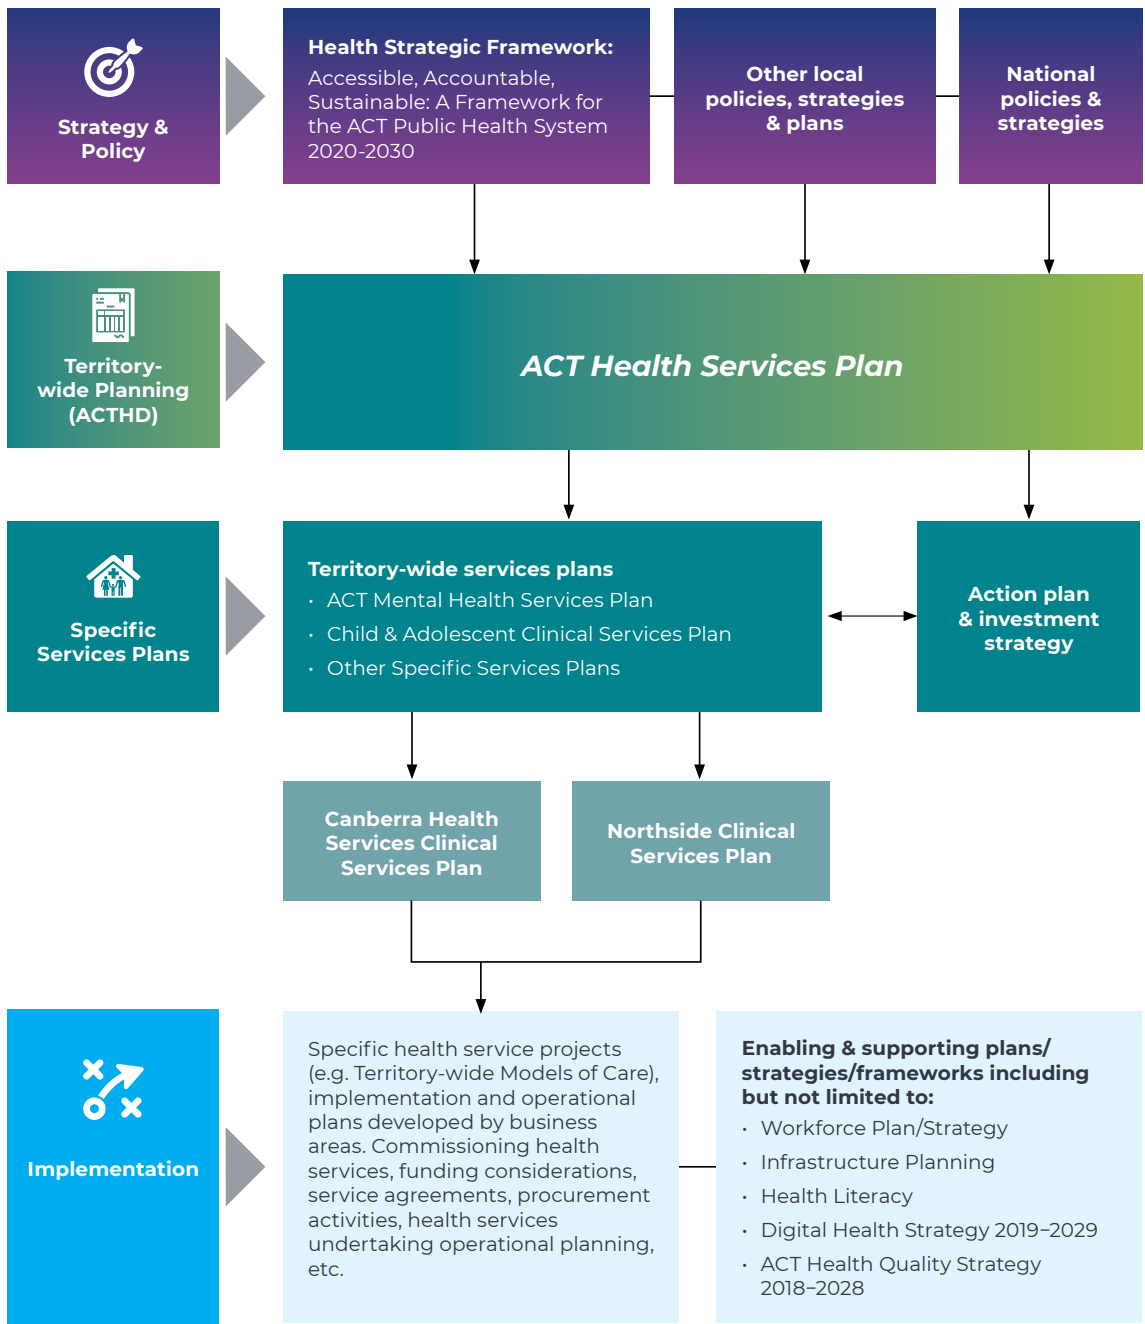 Strategy &
Policy
Health Strategic Framework:
Accessible, Accountable,
Sustainable: A Framework for
the ACT Public Health System
2020-2030
Other local
policies, strategies
& plans
National
policies &
strategies
Territory-
wide Planning
(ACTHD)
ACT Health Services Plan
Specific
Services Plans
Territory-wide services plans
· ACT Mental Health Services Plan
· Child & Adolescent Clinical Services Plan
· Other Specific Services Plans
Action plan
& investment
strategy
Canberra Health
Services Clinical
Services Plan
Northside Clinical
Services Plan
Implementation
Specific health service projects
(e.g. Territory-wide Models of Care),
implementation and operational
plans developed by business
areas. Commissioning health
services, funding considerations,
service agreements, procurement
activities, health services
undertaking operational planning,
etc.
Enabling & supporting plans/
strategies/frameworks including
but not limited to:
· Workforce Plan/Strategy
· Infrastructure Planning
· Health Literacy
· Digital Health Strategy 2019–2029
· ACT Health Quality Strategy
2018–2028